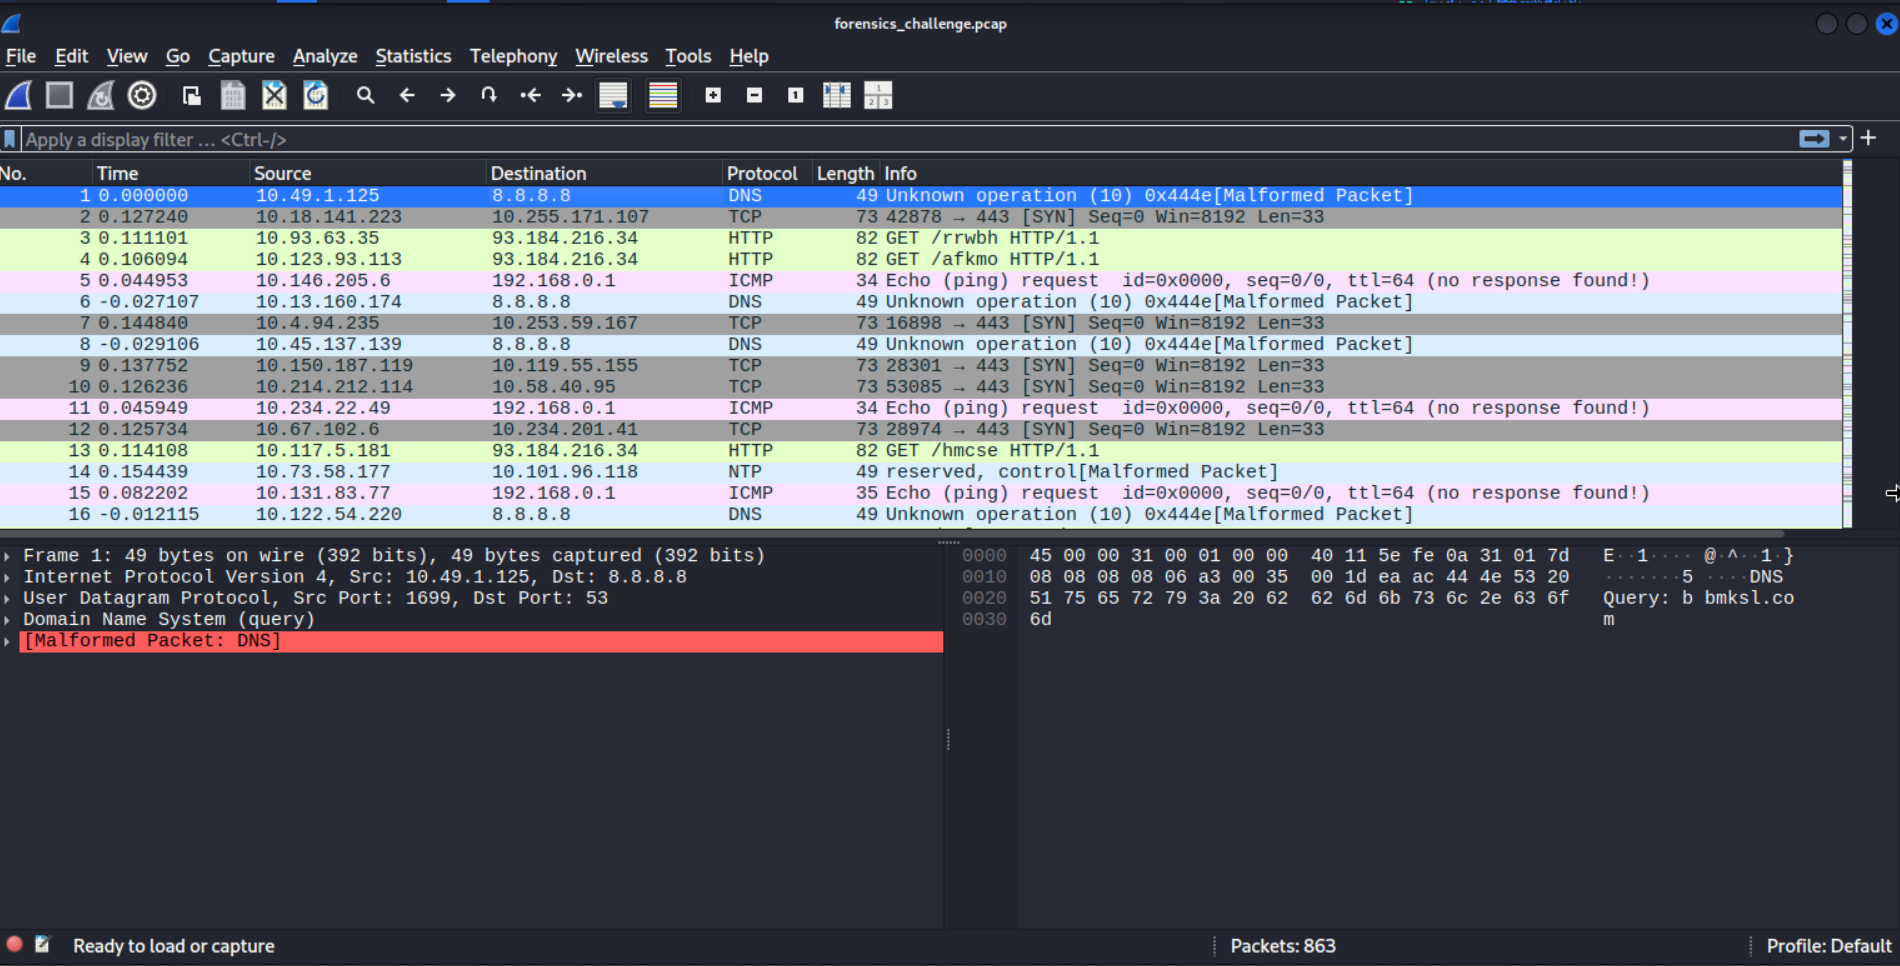 forensics_challenge.pcap
File Edit View Go Capture Analyze Statistics Telephony Wireless Tools Help
Apply a display filter … <Ctrl-/>
No. Time Source Destination Protocol Length Info
1 0.000000 10.49.1.125 8.8.8.8 DNS 49 Unknown operation (10) 0x444e[Malformed Packet]
2 0.127240 10.18.141.223 10.255.171.107 TCP 73 42878 → 443 [SYN] Seq=0 Win=8192 Len=33
3 0.111101 10.93.63.35 93.184.216.34 HTTP 82 GET /rrwbh HTTP/1.1
4 0.106094 10.123.93.113 93.184.216.34 HTTP 82 GET /afkmo HTTP/1.1
5 0.044953 10.146.205.6 192.168.0.1 ICMP 34 Echo (ping) request id=0x0000, seq=0/0, ttl=64 (no response found!)
6 -0.027107 10.13.160.174 8.8.8.8 DNS 49 Unknown operation (10) 0x444e[Malformed Packet]
7 0.144840 10.4.94.235 10.253.59.167 TCP 73 16898 → 443 [SYN] Seq=0 Win=8192 Len=33
8 -0.029106 10.45.137.139 8.8.8.8 DNS 49 Unknown operation (10) 0x444e[Malformed Packet]
9 0.137752 10.150.187.119 10.119.55.155 TCP 73 28301 → 443 [SYN] Seq=0 Win=8192 Len=33
10 0.126236 10.214.212.114 10.58.40.95 TCP 73 53085 → 443 [SYN] Seq=0 Win=8192 Len=33
11 0.045949 10.234.22.49 192.168.0.1 ICMP 34 Echo (ping) request id=0x0000, seq=0/0, ttl=64 (no response found!)
12 0.125734 10.67.102.6 10.234.201.41 TCP 73 28974 → 443 [SYN] Seq=0 Win=8192 Len=33
13 0.114108 10.117.5.181 93.184.216.34 HTTP 82 GET /hmcse HTTP/1.1
14 0.154439 10.73.58.177 10.101.96.118 NTP 49 reserved, control[Malformed Packet]
15 0.082202 10.131.83.77 192.168.0.1 ICMP 35 Echo (ping) request id=0x0000, seq=0/0, ttl=64 (no response found!)
16 -0.012115 10.122.54.220 8.8.8.8 DNS 49 Unknown operation (10) 0x444e[Malformed Packet]
Frame 1: 49 bytes on wire (392 bits), 49 bytes captured (392 bits)
Internet Protocol Version 4, Src: 10.49.1.125, Dst: 8.8.8.8
User Datagram Protocol, Src Port: 1699, Dst Port: 53
Domain Name System (query)
[Malformed Packet: DNS]
0000 45 00 00 31 00 01 00 00 40 11 5e fe 0a 31 01 7d E··1···· @·^··1·}
0010 08 08 08 08 06 a3 00 35 00 1d ea ac 44 4e 53 20 ·······5 ····DNS
0020 51 75 65 72 79 3a 20 62 62 6d 6b 73 6c 2e 63 6f Query: b bmksl.co
0030 6d m
Ready to load or capture
Packets: 863
Profile: Default